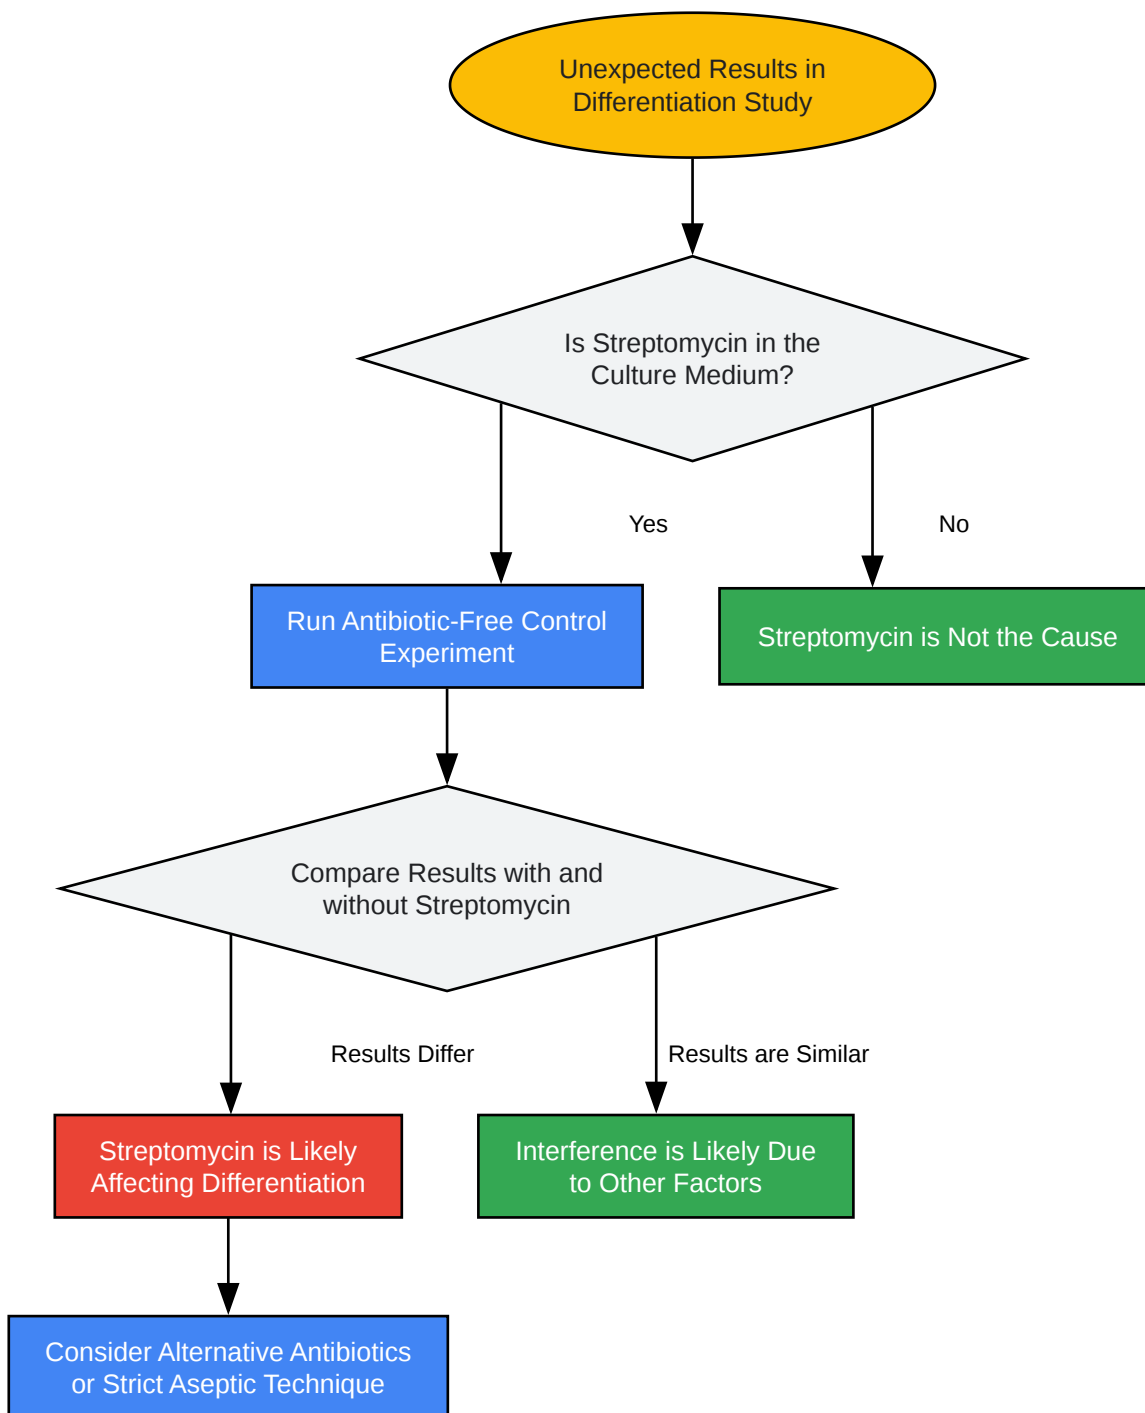 Unexpected Results in
Differentiation Study
Is Streptomycin in the
Culture Medium?
Yes
No
Run Antibiotic-Free Control
Experiment
Streptomycin is Not the Cause
Compare Results with and
without Streptomycin
Results Differ
Results are Similar
Streptomycin is Likely
Affecting Differentiation
Interference is Likely Due
to Other Factors
Consider Alternative Antibiotics
or Strict Aseptic Technique